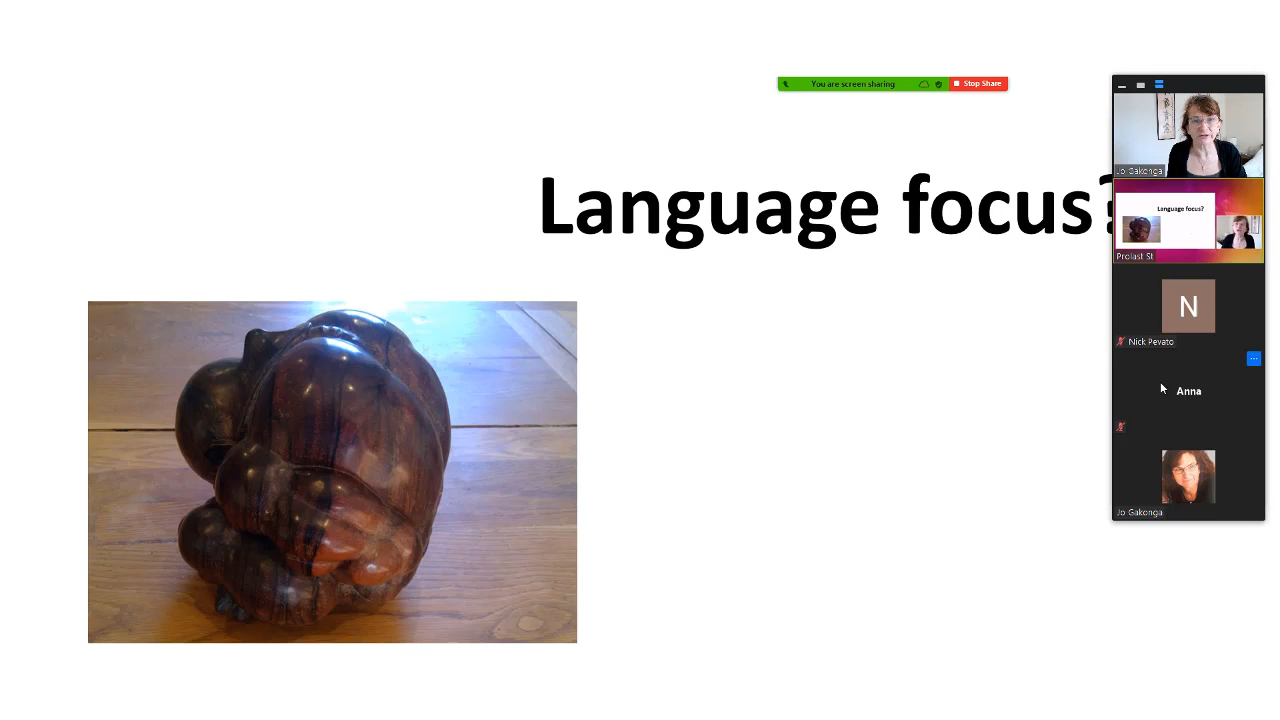 You are screen sharing
Stop Share
Language focus?
Jo Gakonga
Language focus?
Prolast St
N
Nick Pevato
...
Anna
Jo Gakonga